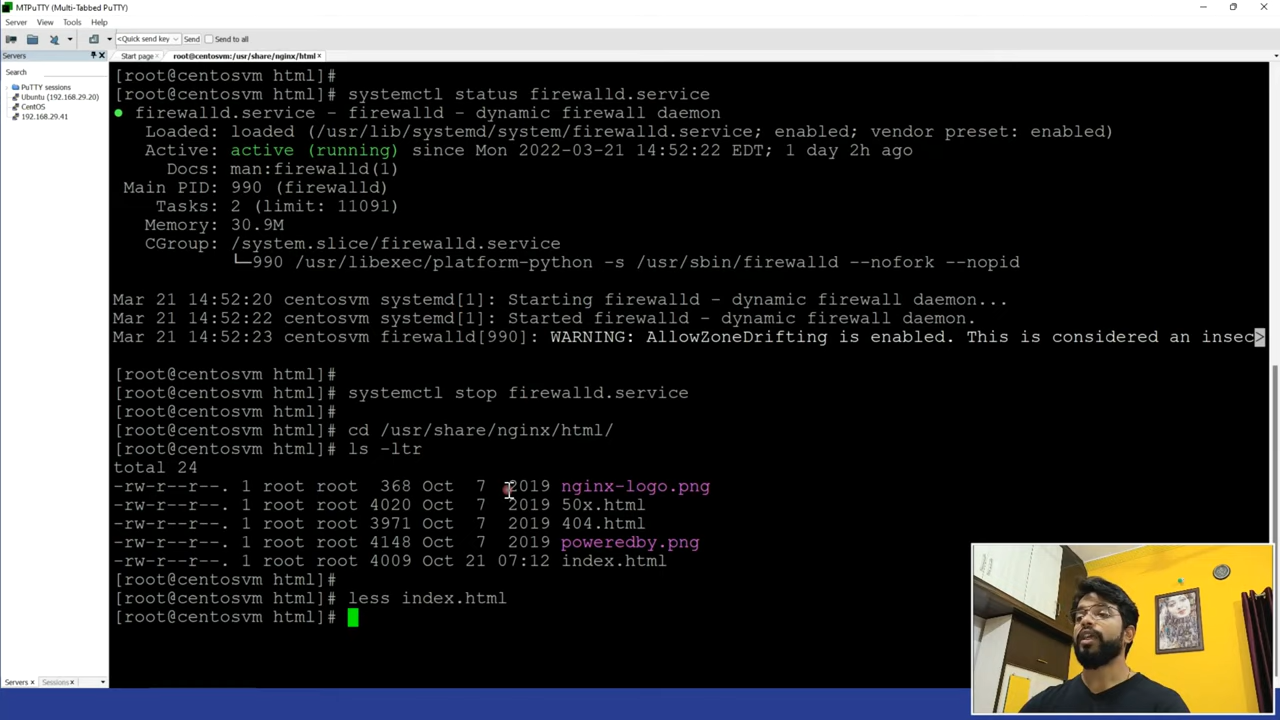 MTPuTTY (Multi-Tabbed PuTTY)
Server View Tools Help
<Quick send key> Send Send to all
Servers
Start page
root@centosvm:/usr/share/nginx/html
Search
PuTTY sessions
Ubuntu (192.168.29.20)
CentOS
192.168.29.41
[root@centosvm html]#
[root@centosvm html]# systemctl status firewalld.service
● firewalld.service - firewalld - dynamic firewall daemon
Loaded: loaded (/usr/lib/systemd/system/firewalld.service; enabled; vendor preset: enabled)
Active: active (running) since Mon 2022-03-21 14:52:22 EDT; 1 day 2h ago
Docs: man:firewalld(1)
Main PID: 990 (firewalld)
Tasks: 2 (limit: 11091)
Memory: 30.9M
CGroup: /system.slice/firewalld.service
└─990 /usr/libexec/platform-python -s /usr/sbin/firewalld --nofork --nopid
Mar 21 14:52:20 centosvm systemd[1]: Starting firewalld - dynamic firewall daemon...
Mar 21 14:52:22 centosvm systemd[1]: Started firewalld - dynamic firewall daemon.
Mar 21 14:52:23 centosvm firewalld[990]: WARNING: AllowZoneDrifting is enabled. This is considered an insec>
[root@centosvm html]#
[root@centosvm html]# systemctl stop firewalld.service
[root@centosvm html]#
[root@centosvm html]# cd /usr/share/nginx/html/
[root@centosvm html]# ls -ltr
total 24
-rw-r--r--. 1 root root 368 Oct 7 2019 nginx-logo.png
-rw-r--r--. 1 root root 4020 Oct 7 2019 50x.html
-rw-r--r--. 1 root root 3971 Oct 7 2019 404.html
-rw-r--r--. 1 root root 4148 Oct 7 2019 poweredby.png
-rw-r--r--. 1 root root 4009 Oct 21 07:12 index.html
[root@centosvm html]#
[root@centosvm html]# less index.html
[root@centosvm html]#
Servers Sessions